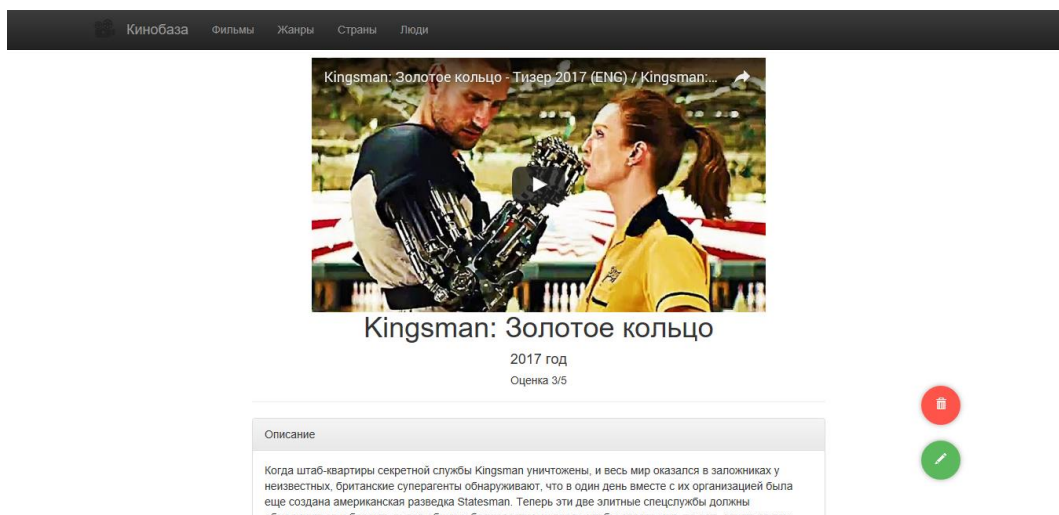 Кинобаза Фильмы Жанры Страны Люди
Kingsman: Золотое кольцо - Тизер 2017 (ENG) / Kingsman:...
Kingsman: Золотое кольцо
2017 год
Оценка 3/5
Описание
Когда штаб-квартиры секретной службы Kingsman уничтожены, и весь мир оказался в заложниках у
неизвестных, британские суперагенты обнаруживают, что в один день вместе с их организацией была
еще создана американская разведка Statesman. Теперь эти две элитные спецслужбы должны